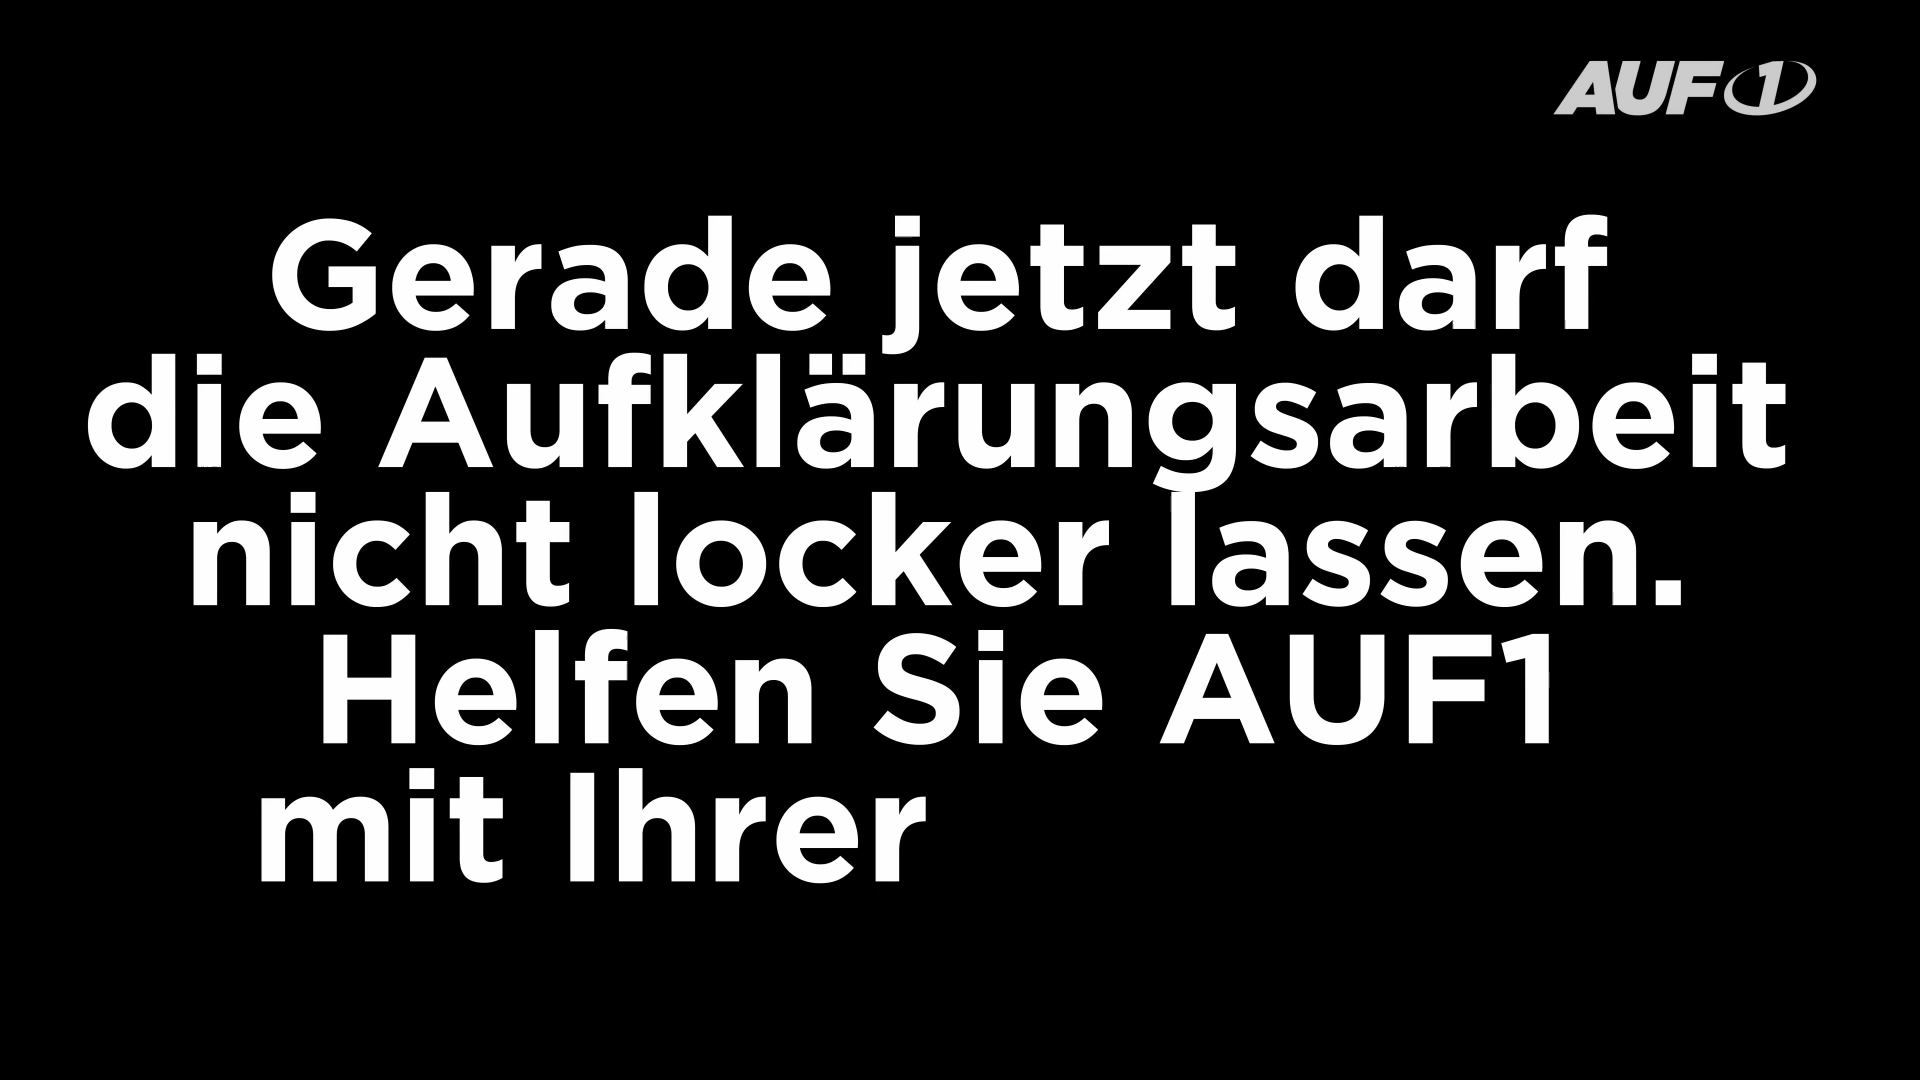 AUF1
Gerade jetzt darf
die Aufklärungsarbeit
nicht locker lassen.
Helfen Sie AUF1
mit Ihrer